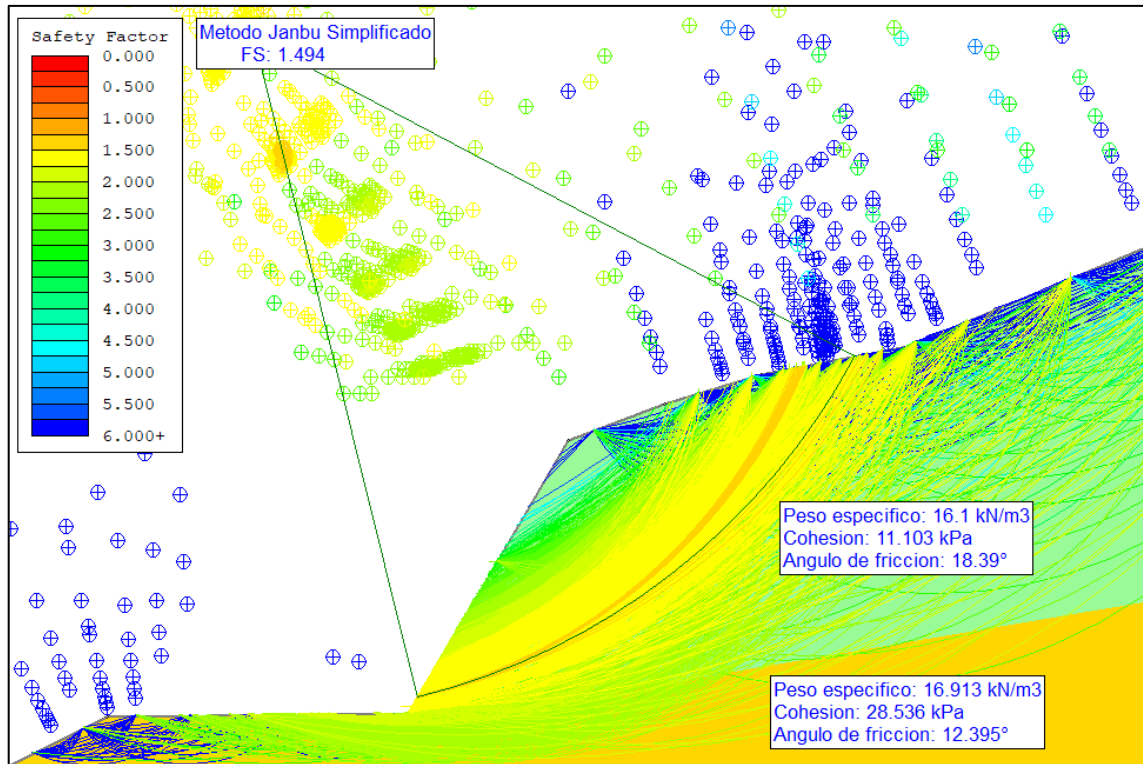 Safety Factor
0.000
0.500
1.000
1.500
2.000
2.500
3.000
3.500
4.000
4.500
5.000
5.500
6.000+
Metodo Janbu Simplificado
FS: 1.494
Peso especifico: 16.1 kN/m3
Cohesion: 11.103 kPa
Angulo de friccion: 18.39°
Peso especifico: 16.913 kN/m3
Cohesion: 28.536 kPa
Angulo de friccion: 12.395°